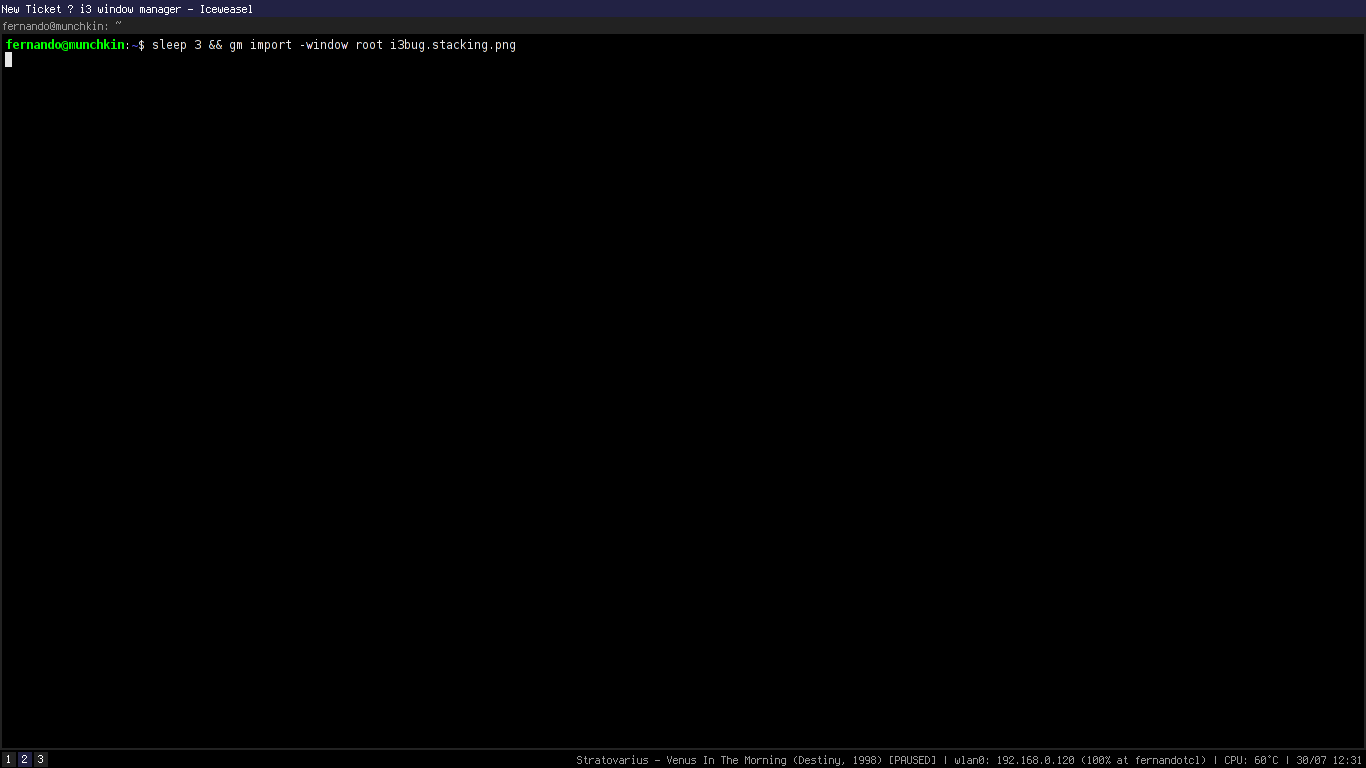 New Ticket ? i3 window manager - Iceweasel
fernando@munchkin: ~
fernando@munchkin:~$ sleep 3 && gm import -window root i3bug.stacking.png
1 2 3 Stratovarius - Venus In The Morning (Destiny, 1998) [PAUSED] | wlan0: 192.168.0.120 (100% at fernandotcl) | CPU: 60°C | 30/07 12:31